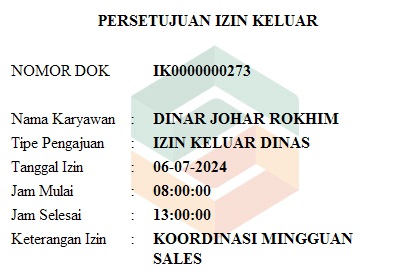 PERSETUJUAN IZIN KELUAR
NOMOR DOK IK0000000273
Nama Karyawan : DINAR JOHAR ROKHIM
Tipe Pengajuan : IZIN KELUAR DINAS
Tanggal Izin : 06-07-2024
Jam Mulai : 08:00:00
Jam Selesai : 13:00:00
Keterangan Izin : KOORDINASI MINGGUAN
SALES